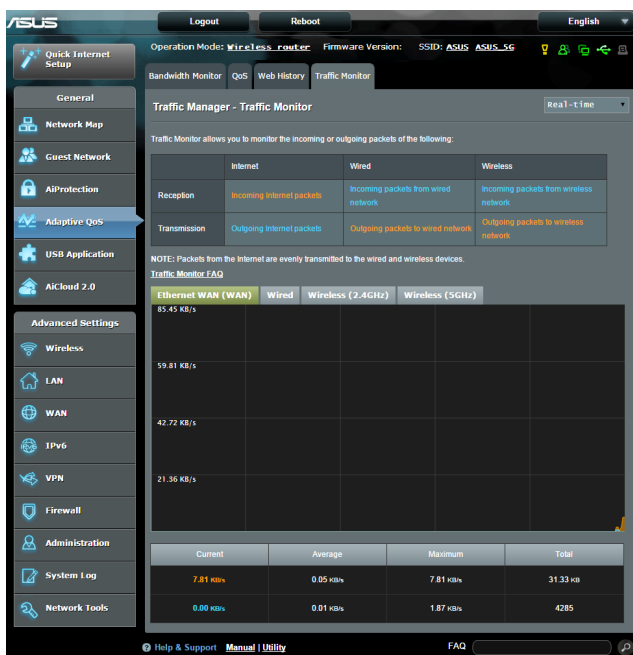 ASUS
Logout
Reboot
English
Quick Internet
Setup
Operation Mode: Wireless router Firmware Version: SSID: ASUS ASUS_5G
Bandwidth Monitor QoS Web History Traffic Monitor
General
Network Map
Guest Network
AiProtection
Adaptive QoS
USB Application
AiCloud 2.0
Advanced Settings
Wireless
LAN
WAN
IPv6
VPN
Firewall
Administration
System Log
Network Tools
Traffic Manager - Traffic Monitor
Real-time
Traffic Monitor allows you to monitor the incoming or outgoing packets of the following:
Internet Wired Wireless
Reception Incoming Internet packets Incoming packets from wired network Incoming packets from wireless network
Transmission Outgoing Internet packets Outgoing packets to wired network Outgoing packets to wireless network
NOTE: Packets from the Internet are evenly transmitted to the wired and wireless devices.
Traffic Monitor FAQ
Ethernet WAN (WAN) Wired Wireless (2.4GHz) Wireless (5GHz)
85.45 KB/s
59.81 KB/s
42.72 KB/s
21.36 KB/s
Current Average Maximum Total
7.81 KB/s 0.05 KB/s 7.81 KB/s 31.33 KB
0.00 KB/s 0.01 KB/s 1.87 KB/s 4285
Help & Support Manual | Utility FAQ